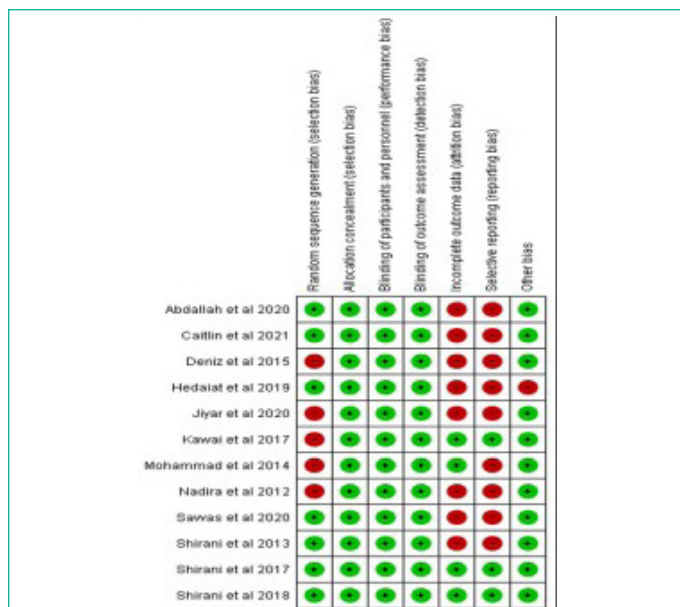 Random sequence generation (selection bias)
Allocation concealment (selection bias)
Blinding of participants and personnel (performance bias)
Blinding of outcome assessment (detection bias)
Incomplete outcome data (attrition bias)
Selective reporting (reporting bias)
Other bias
Abdallah et al 2020
Caitlin et al 2021
Deniz et al 2015
Hedaiat et al 2019
Jiyar et al 2020
Kawai et al 2017
Mohammad et al 2014
Nadira et al 2012
Sawas et al 2020
Shirani et al 2013
Shirani et al 2017
Shirani et al 2018